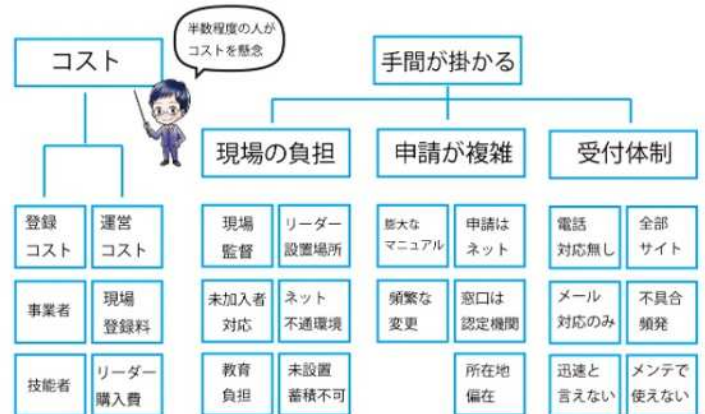 半数程度の人が
コストを懸念
コスト
手間が掛かる
現場の負担
申請が複雑
受付体制
登録
コスト
運営
コスト
現場
監督
リーダー
設置場所
膨大な
マニュアル
申請は
ネット
電話
対応無し
全部
サイト
事業者
現場
登録料
未加入者
対応
ネット
不通環境
頻繁な
変更
窓口は
認定機関
メール
対応のみ
不具合
頻発
技能者
リーダー
購入費
教育
負担
未設置
蓄積不可
所在地
偏在
迅速と
言えない
メンテで
使えない